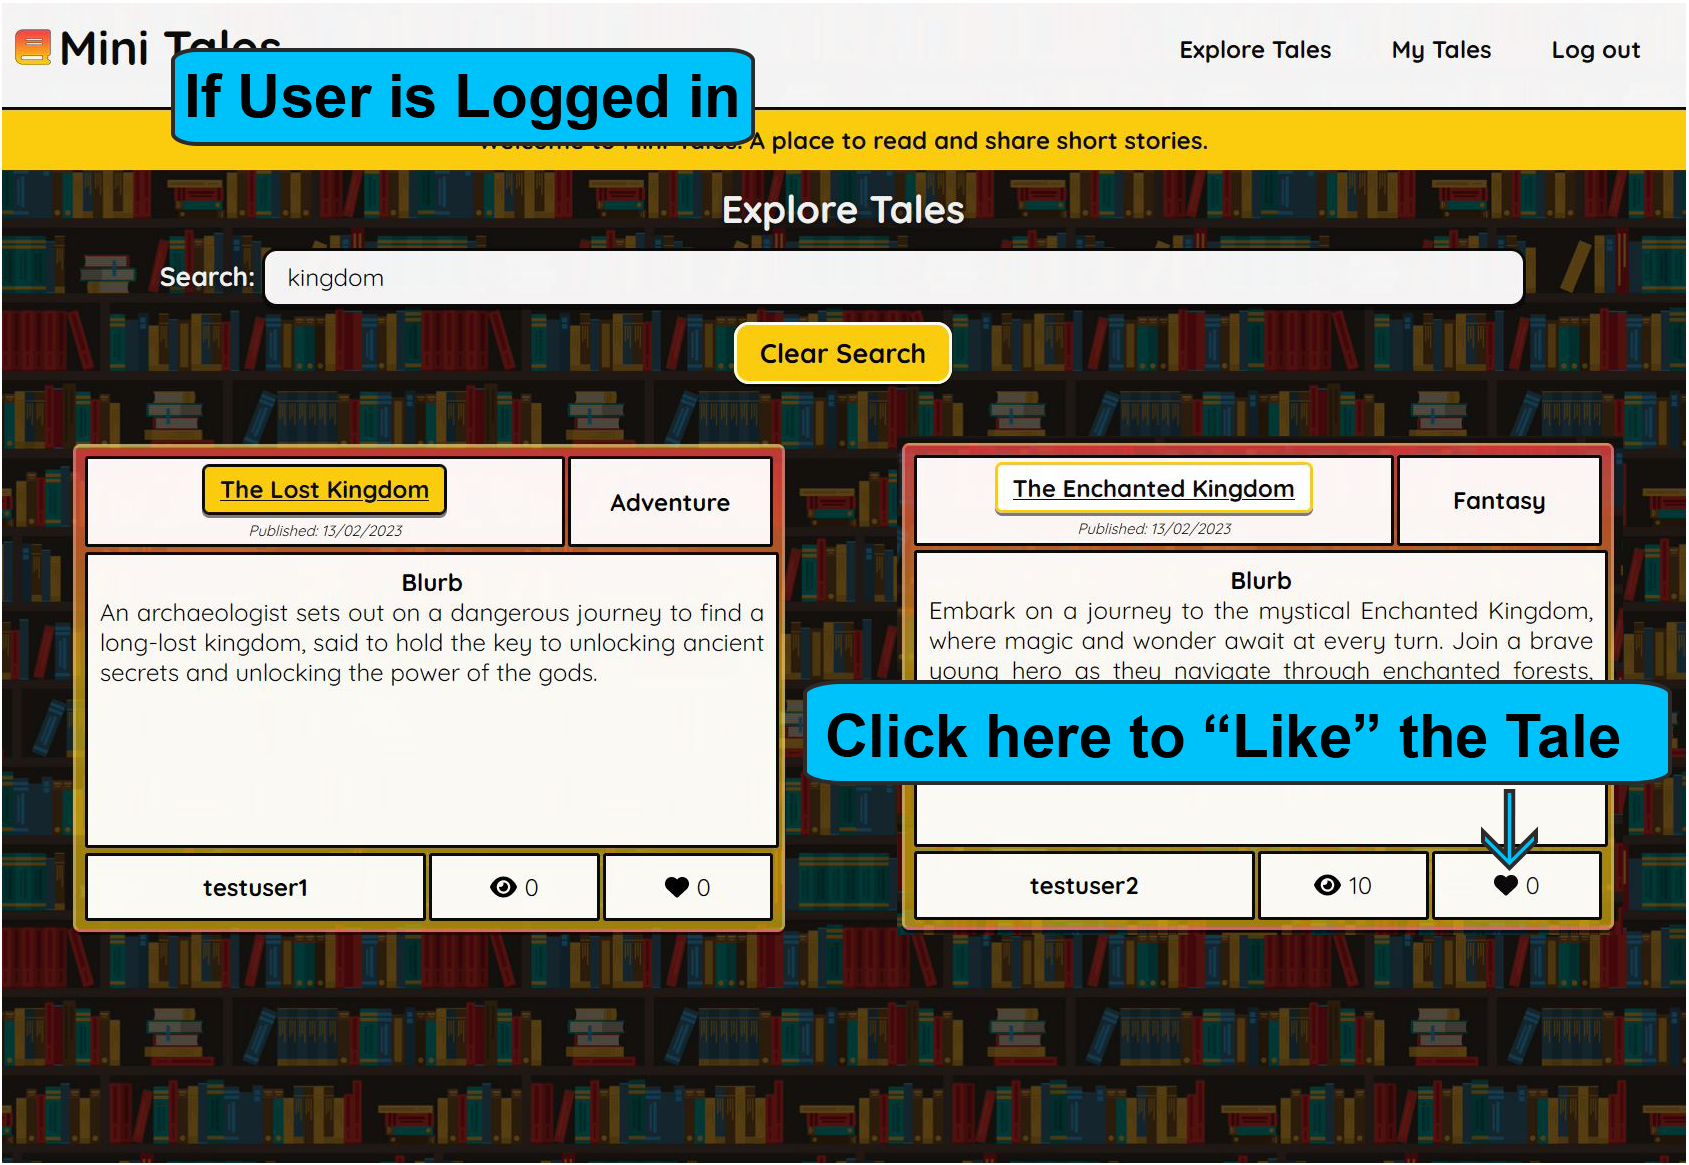 Mini Tales
Explore Tales
My Tales
Log out
If User is Logged in
Welcome to Mini Tales. A place to read and share short stories.
Explore Tales
Search: kingdom
Clear Search
The Lost Kingdom
Published: 13/02/2023
Adventure
Blurb
An archaeologist sets out on a dangerous journey to find a
long-lost kingdom, said to hold the key to unlocking ancient
secrets and unlocking the power of the gods.
testuser1
0
0
The Enchanted Kingdom
Published: 13/02/2023
Fantasy
Blurb
Embark on a journey to the mystical Enchanted Kingdom,
where magic and wonder await at every turn. Join a brave
young hero as they navigate through enchanted forests,
Click here to “Like” the Tale
testuser2
10
0